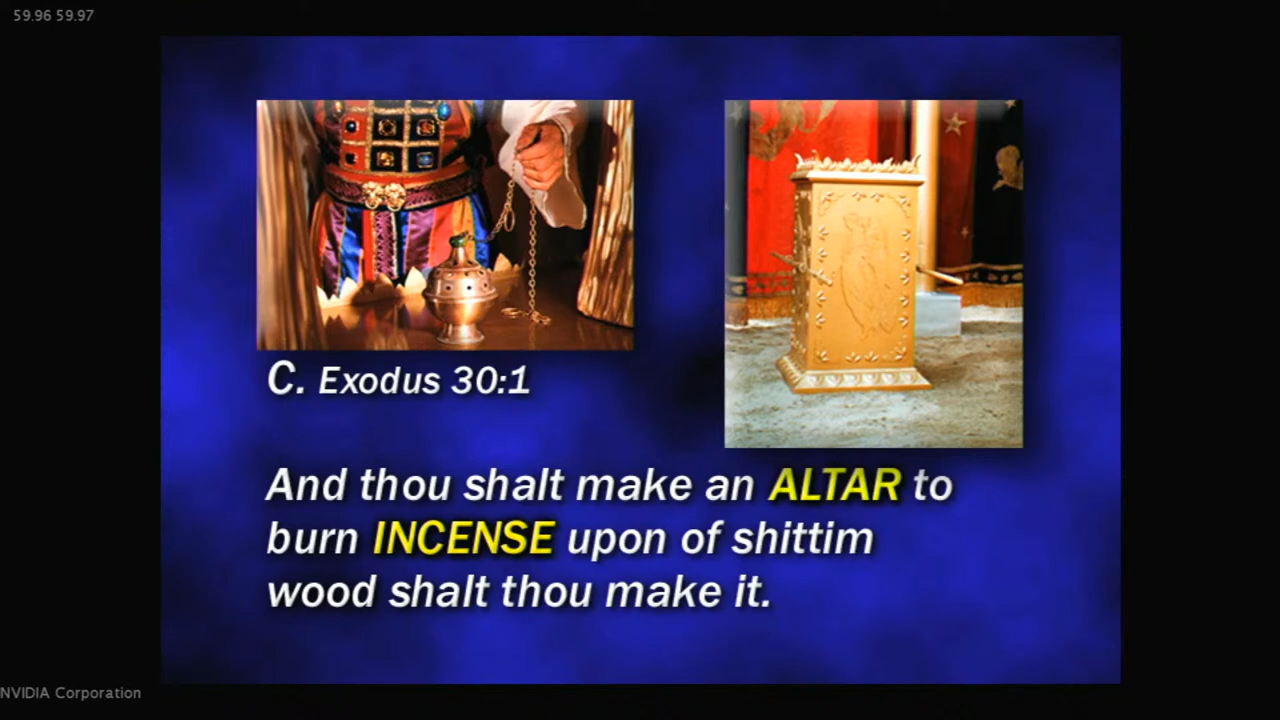 59.96 59.97
C. Exodus 30:1
And thou shalt make an ALTAR to
burn INCENSE upon of shittim
wood shalt thou make it.
NVIDIA Corporation